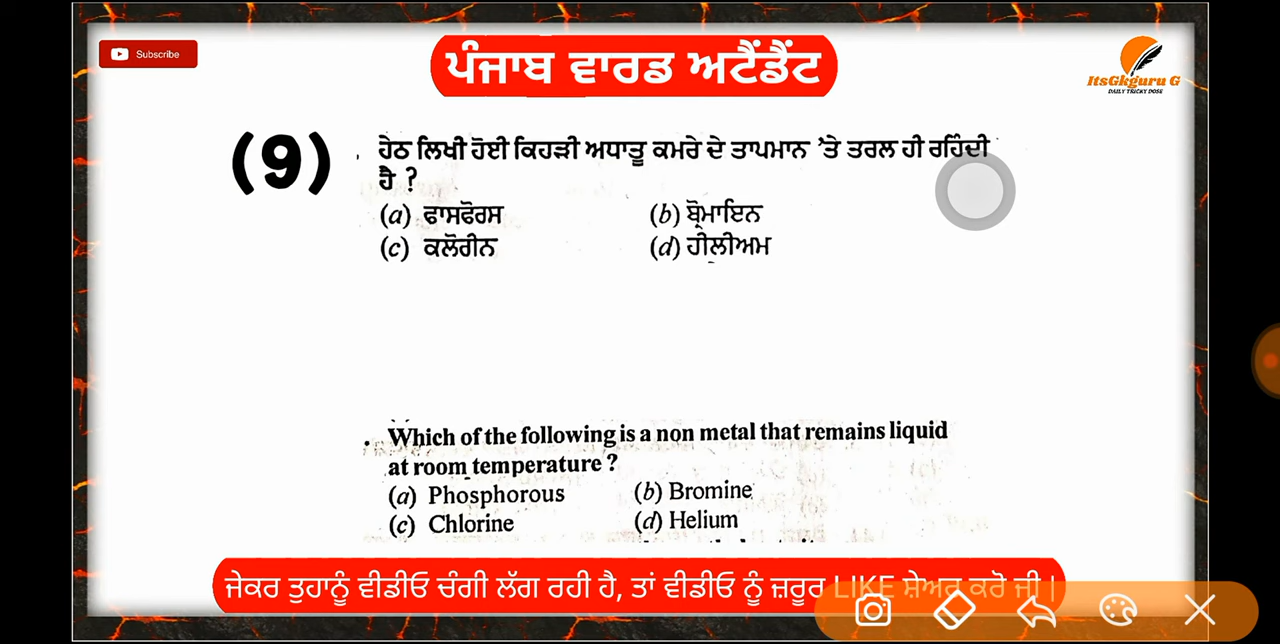 Subscribe
ਪੰਜਾਬ ਵਾਰਡ ਅਟੈਂਡੈਂਟ
ItsGkguru G
DAILY TRICKY DOSE
(9)
ਹੇਠ ਲਿਖੀ ਹੋਈ ਕਿਹੜੀ ਅਧਾਤੂ ਕਮਰੇ ਦੇ ਤਾਪਮਾਨ 'ਤੇ ਤਰਲ ਹੀ ਰਹਿੰਦੀ
ਹੈ ?
(a) ਫਾਸਫੋਰਸ (b) ਬ੍ਰੋਮਾਇਨ
(c) ਕਲੋਰੀਨ (d) ਹੀਲੀਅਮ
Which of the following is a non metal that remains liquid
at room temperature ?
(a) Phosphorous (b) Bromine
(c) Chlorine (d) Helium
ਜੇਕਰ ਤੁਹਾਨੂੰ ਵੀਡੀਓ ਚੰਗੀ ਲੱਗ ਰਹੀ ਹੈ, ਤਾਂ ਵੀਡੀਓ ਨੂੰ ਜ਼ਰੂਰ LIKE ਸ਼ੇਅਰ ਕਰੋ ਜੀ |